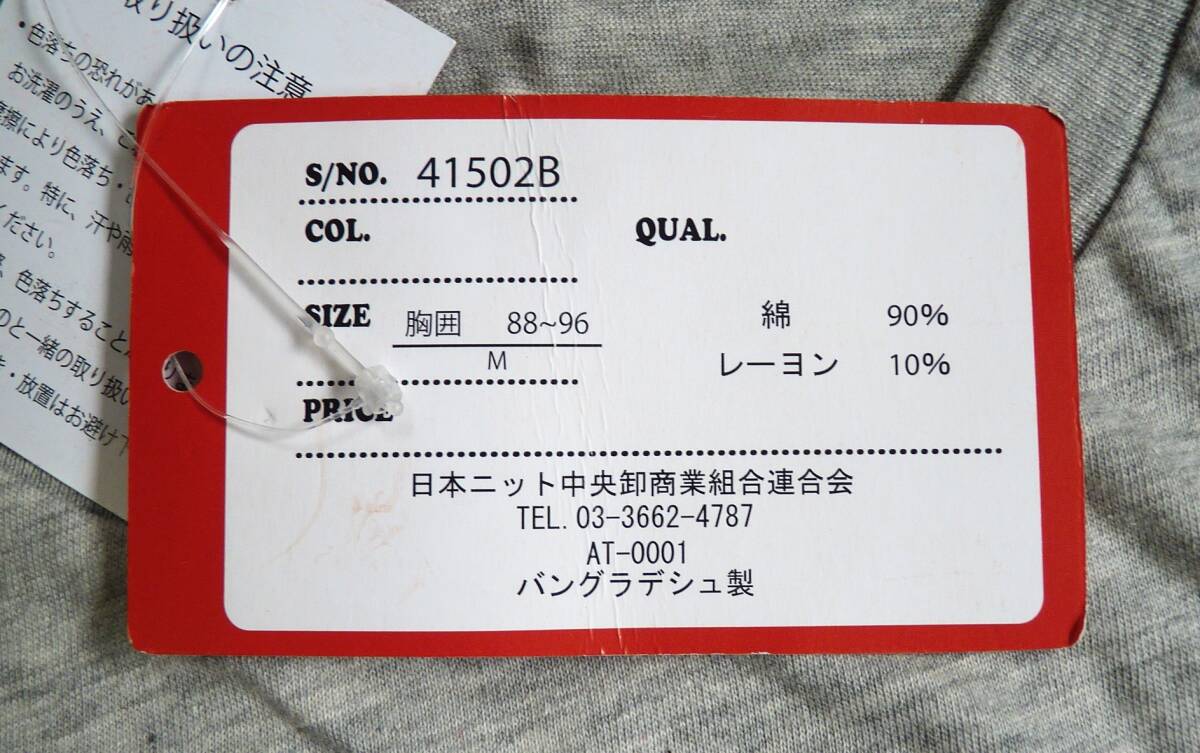 取り扱いの注意
・色落ちの恐れがあ
お洗濯のうえ、こ
摩擦により色落ち・
ます。特に、汗や雨
ください。
色落ちすること
のと一緒の取り扱い
・放置はお避け下
S/NO. 41502B
COL.
QUAL.
SIZE 胸囲 88~96
M
綿 90%
レーヨン 10%
PRICE
日本ニット中央卸商業組合連合会
TEL.03-3662-4787
AT-0001
バングラデシュ製